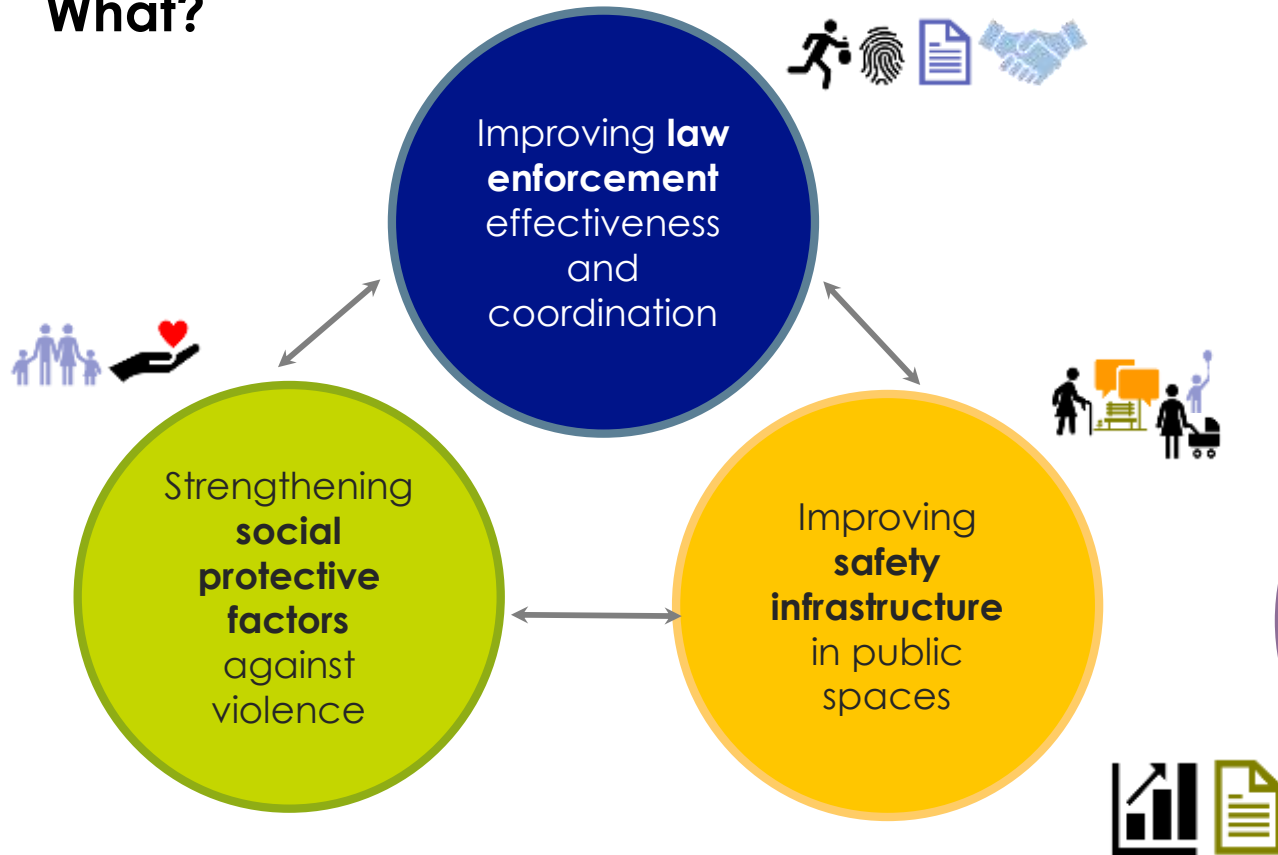 What?
Improving law
enforcement
effectiveness
and
coordination
Strengthening
social
protective
factors
against
violence
Improving
safety
infrastructure
in public
spaces